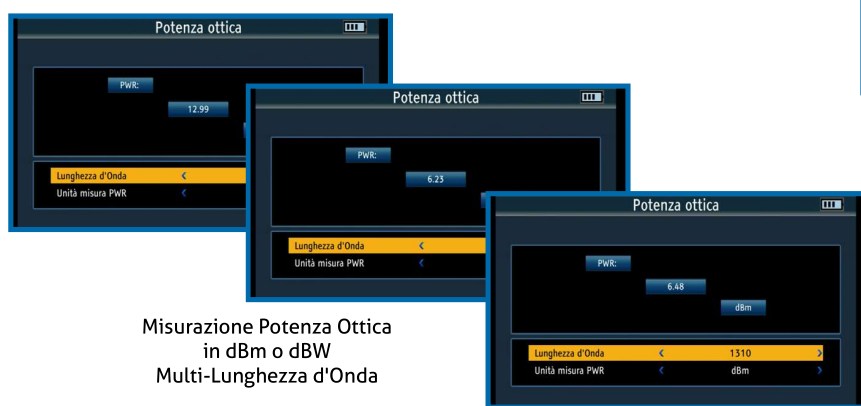 Potenza ottica
PWR:
12.99
Lunghezza d'Onda <
Unità misura PWR <
Potenza ottica
PWR:
6.23
Lunghezza d'Onda <
Unità misura PWR <
Potenza ottica
PWR:
6.48
dBm
Lunghezza d'Onda < 1310 >
Unità misura PWR < dBm >
Misurazione Potenza Ottica
in dBm o dBW
Multi-Lunghezza d'Onda